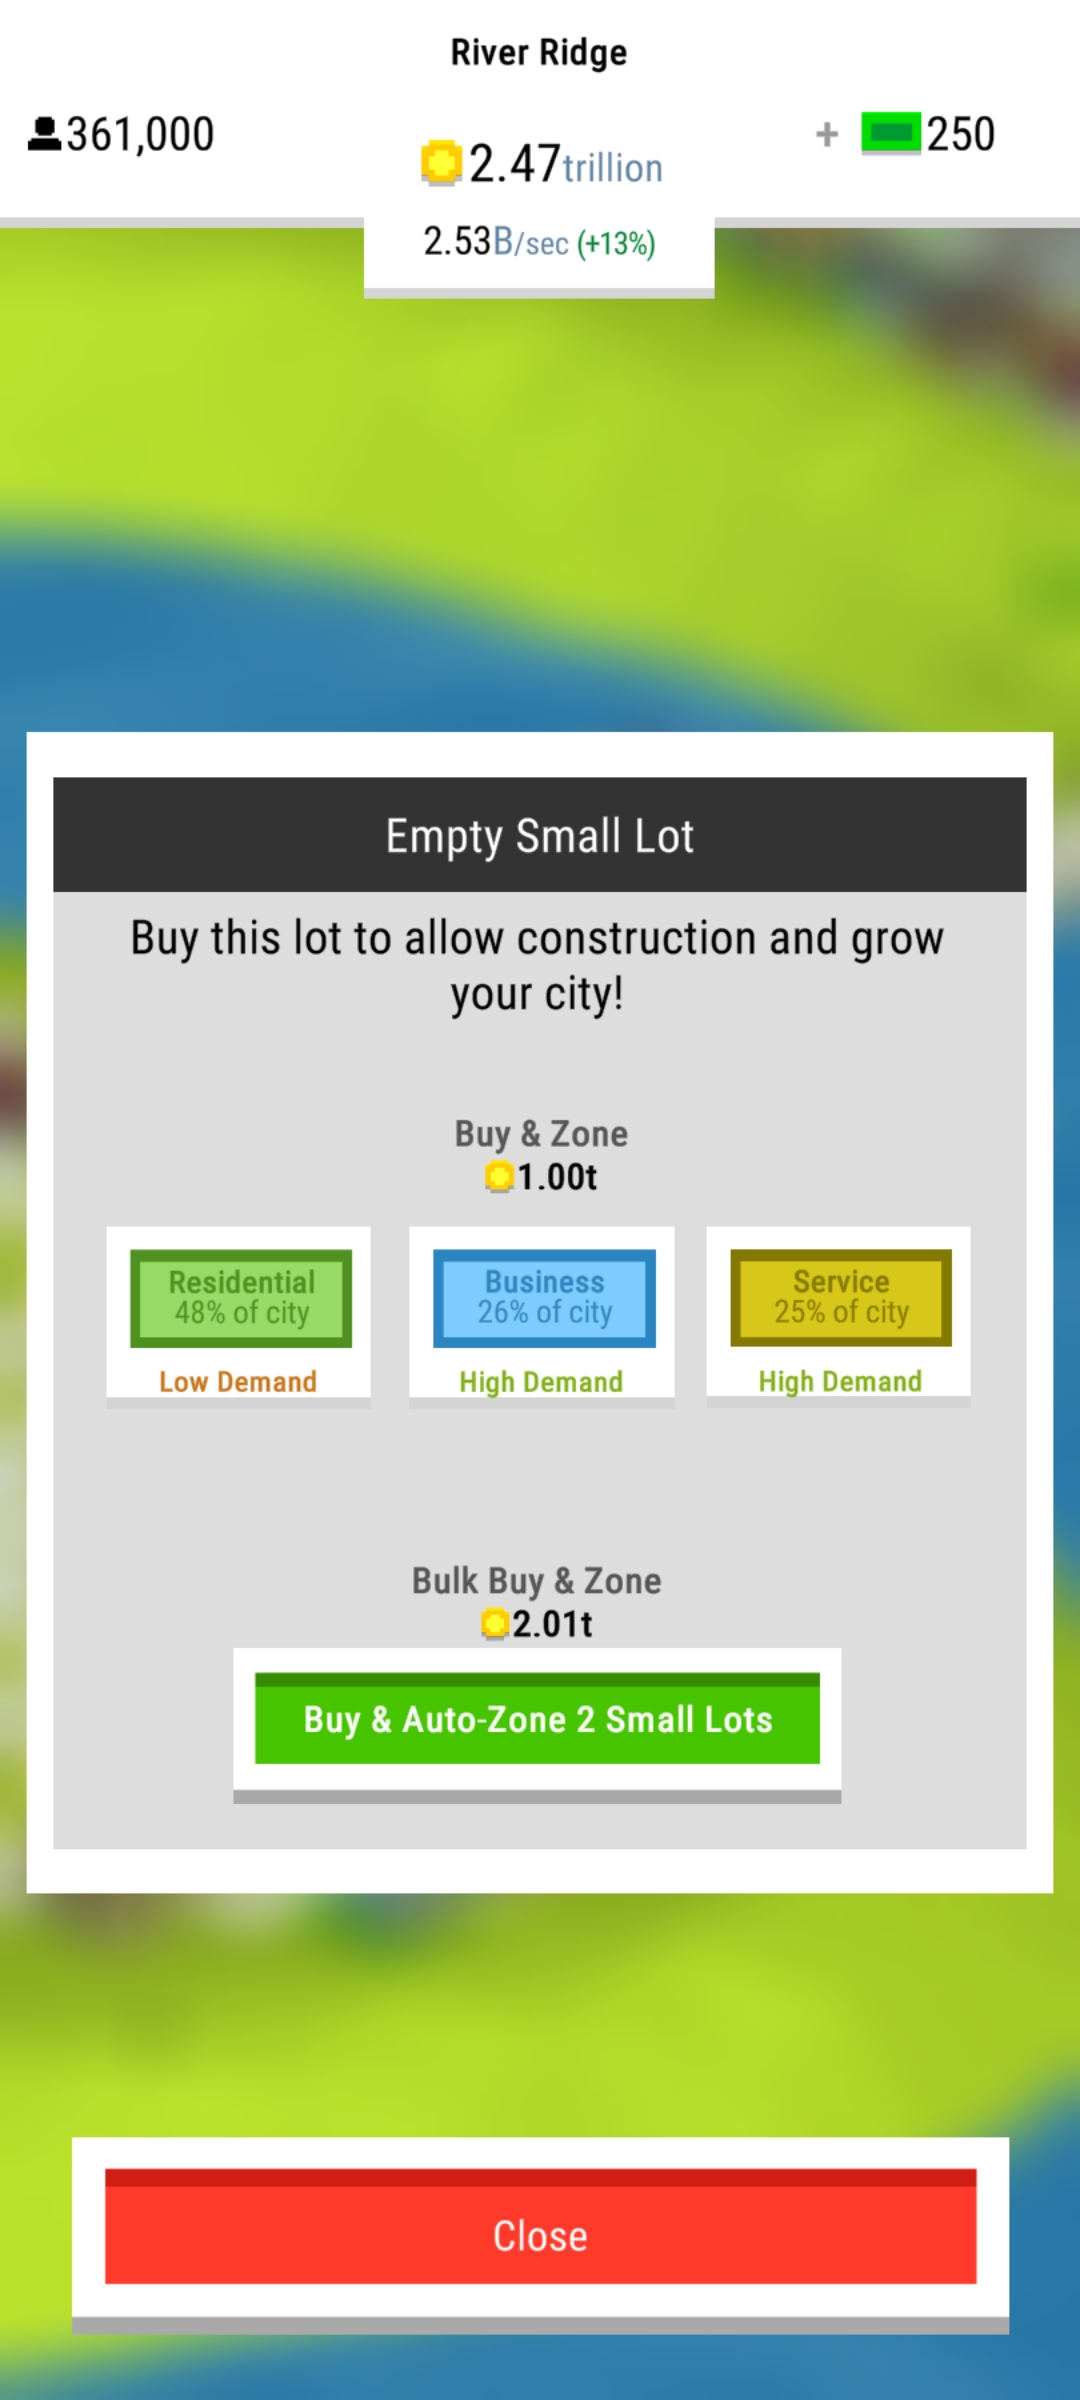 River Ridge
361,000
2.47trillion
+ 250
2.53B/sec (+13%)
Empty Small Lot
Buy this lot to allow construction and grow
your city!
Buy & Zone
1.00t
Residential
48% of city
Low Demand
Business
26% of city
High Demand
Service
25% of city
High Demand
Bulk Buy & Zone
2.01t
Buy & Auto-Zone 2 Small Lots
Close